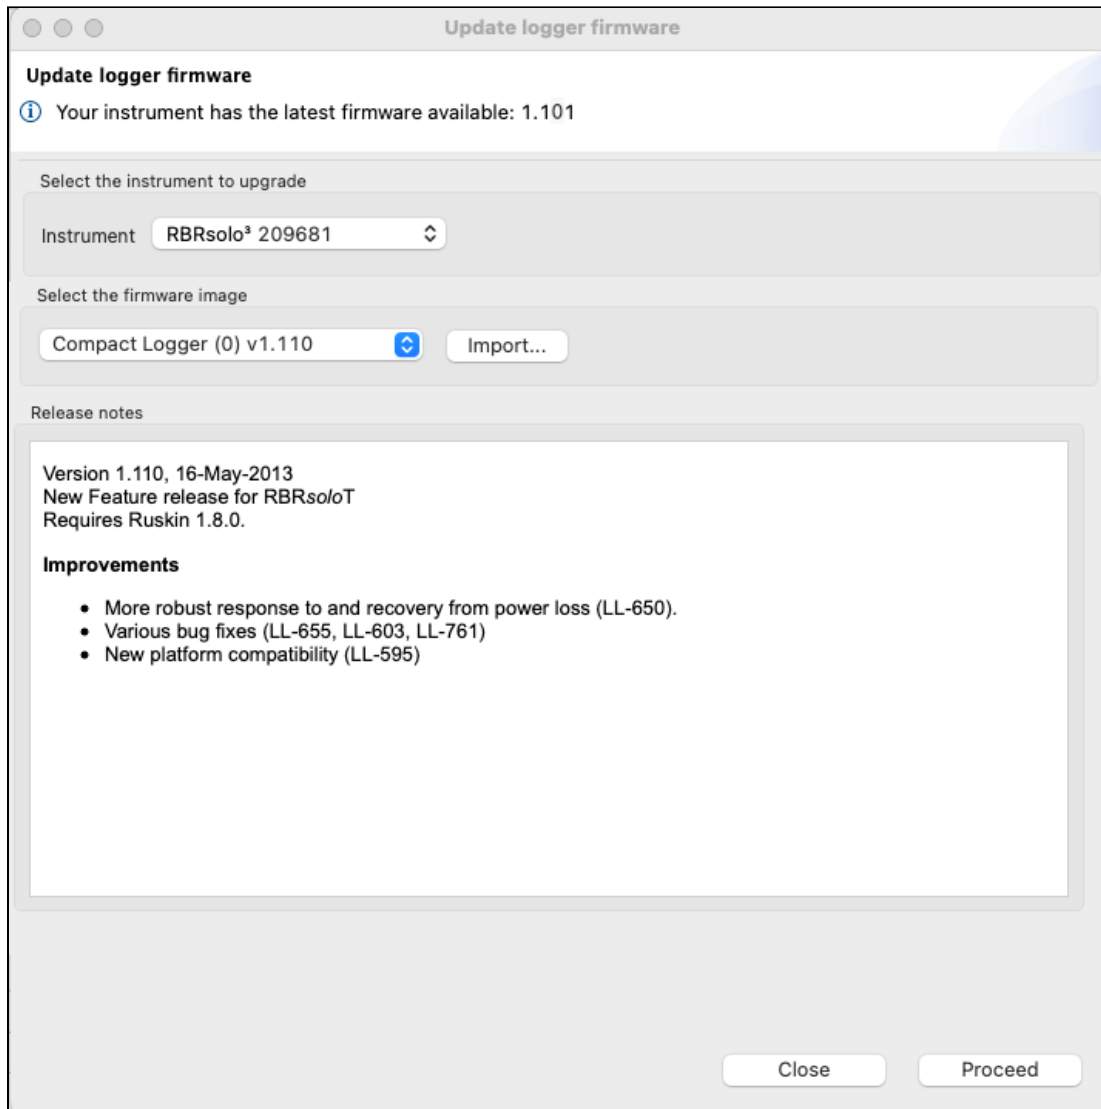 Update logger firmware
Update logger firmware
Your instrument has the latest firmware available: 1.101
Select the instrument to upgrade
Instrument RBRsolo³ 209681
Select the firmware image
Compact Logger (0) v1.110 Import...
Release notes
Version 1.110, 16-May-2013
New Feature release for RBRsoloT
Requires Ruskin 1.8.0.
Improvements
• More robust response to and recovery from power loss (LL-650).
• Various bug fixes (LL-655, LL-603, LL-761)
• New platform compatibility (LL-595)
Close Proceed